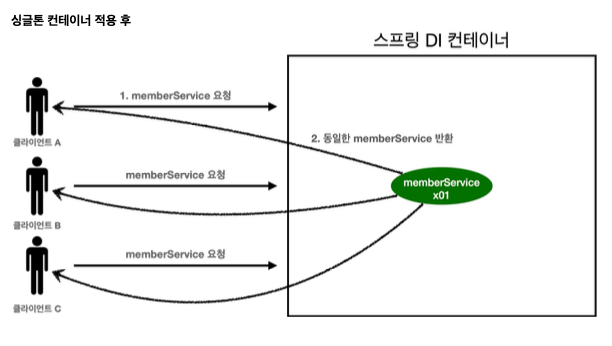 싱글톤 컨테이너 적용 후
스프링 DI 컨테이너
1. memberService 요청
클라이언트 A
2. 동일한 memberService 반환
memberService 요청
memberService
x01
클라이언트 B
memberService 요청
클라이언트 C